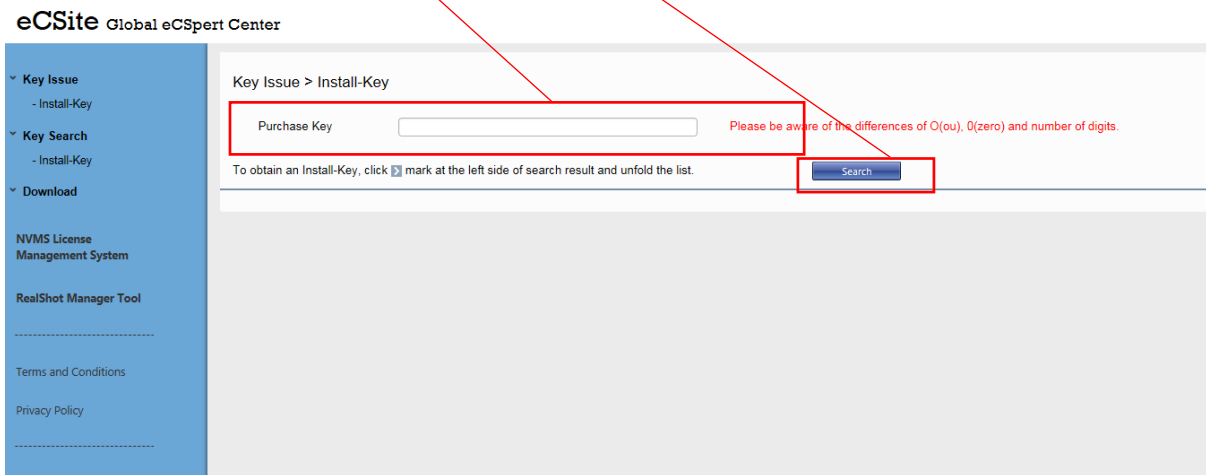 eCSite Global eCSpert Center
Key Issue
- Install-Key
Key Search
- Install-Key
Download
NVMS License
Management System
RealShot Manager Tool
-------------------------------
Terms and Conditions
Privacy Policy
-------------------------------
Key Issue > Install-Key
Purchase Key
Please be aware of the differences of O(ou), 0(zero) and number of digits.
To obtain an Install-Key, click mark at the left side of search result and unfold the list.
Search